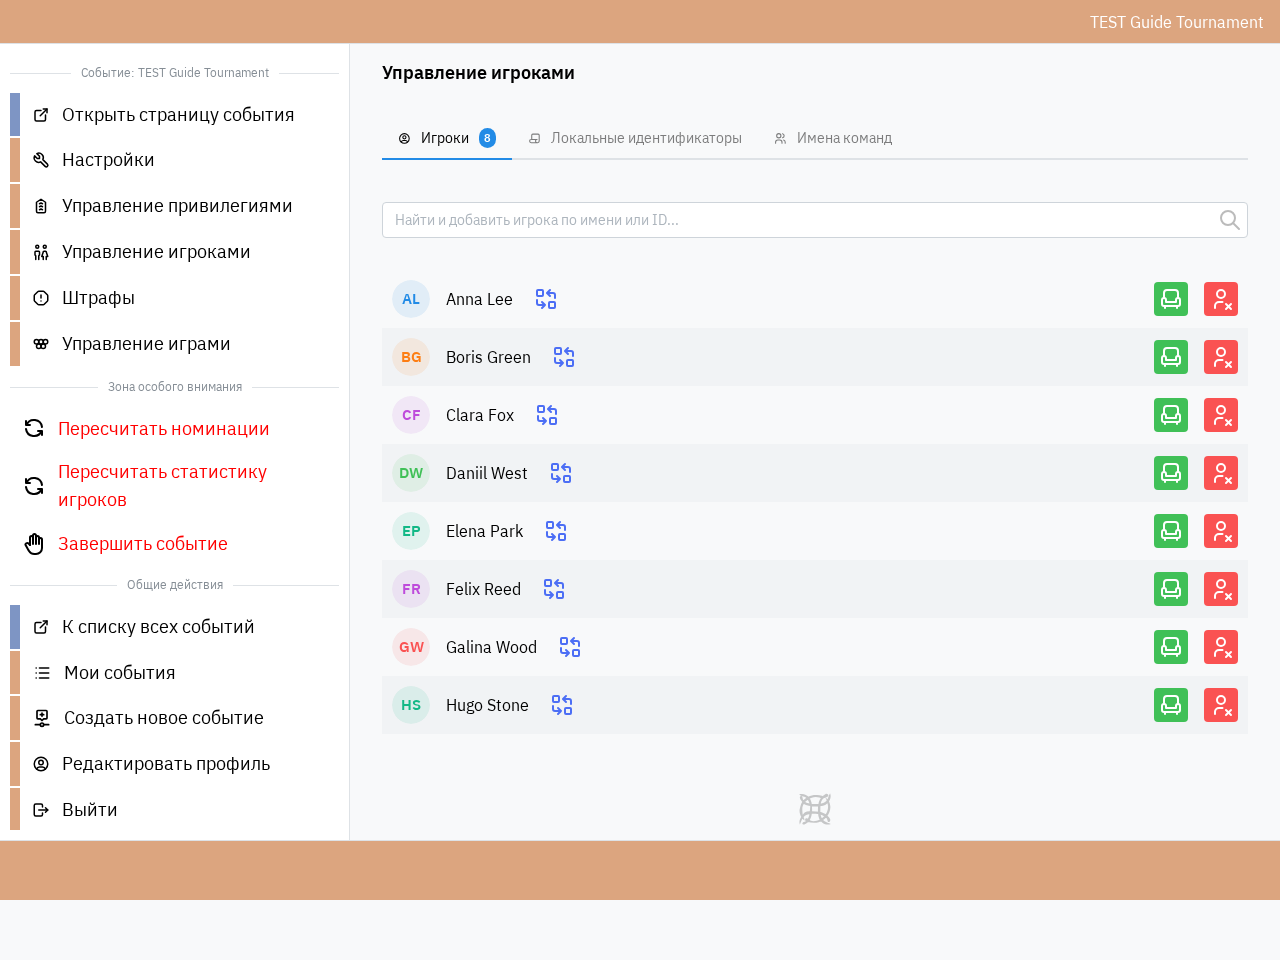 TEST Guide Tournament
Событие: TEST Guide Tournament
Открыть страницу события
Настройки
Управление привилегиями
Управление игроками
Штрафы
Управление играми
Зона особого внимания
Пересчитать номинации
Пересчитать статистику
игроков
Завершить событие
Общие действия
К списку всех событий
Мои события
Создать новое событие
Редактировать профиль
Выйти
Управление игроками
Игроки 8 Локальные идентификаторы Имена команд
Найти и добавить игрока по имени или ID...
AL Anna Lee
BG Boris Green
CF Clara Fox
DW Daniil West
EP Elena Park
FR Felix Reed
GW Galina Wood
HS Hugo Stone